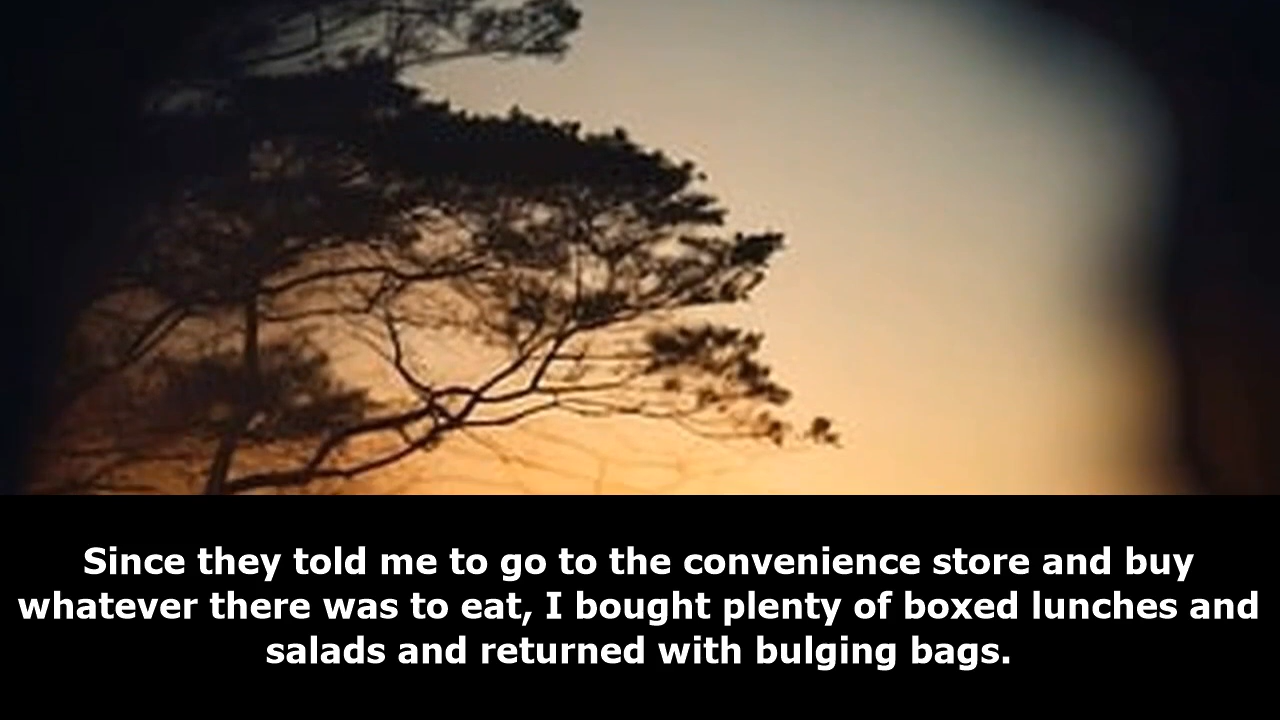 Since they told me to go to the convenience store and buy
whatever there was to eat, I bought plenty of boxed lunches and
salads and returned with bulging bags.